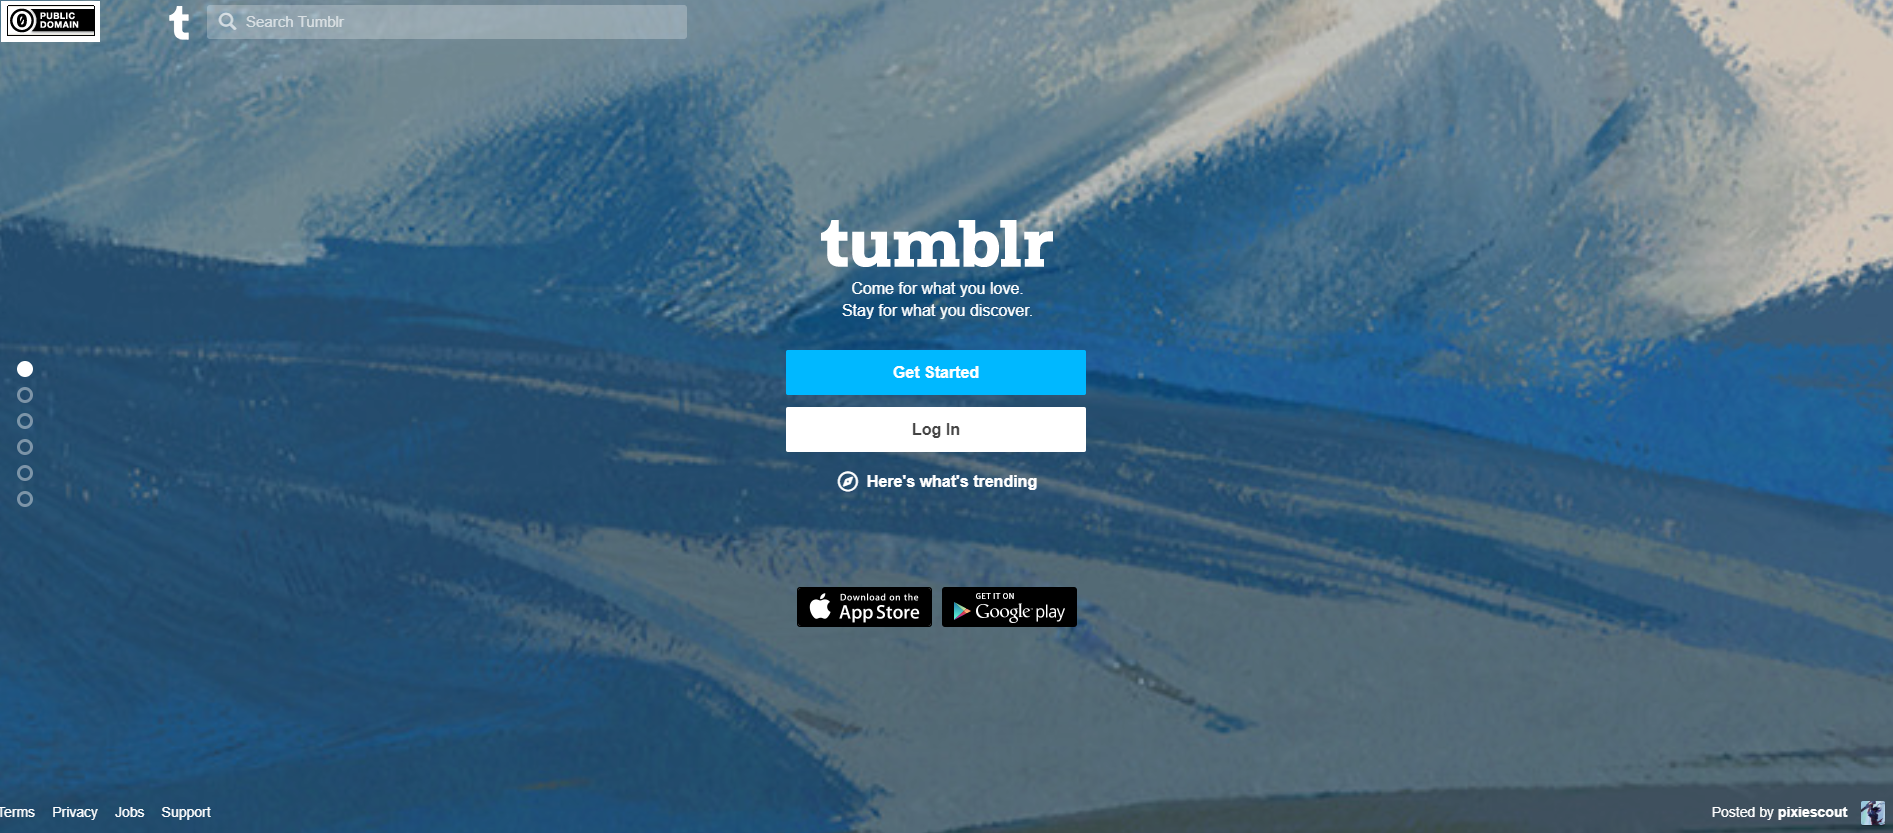 PUBLIC
DOMAIN
t
Search Tumblr
tumblr
Come for what you love.
Stay for what you discover.
Get Started
Log In
Here's what's trending
Download on the
App Store
GET IT ON
Google play
Terms Privacy Jobs Support
Posted by pixiescout